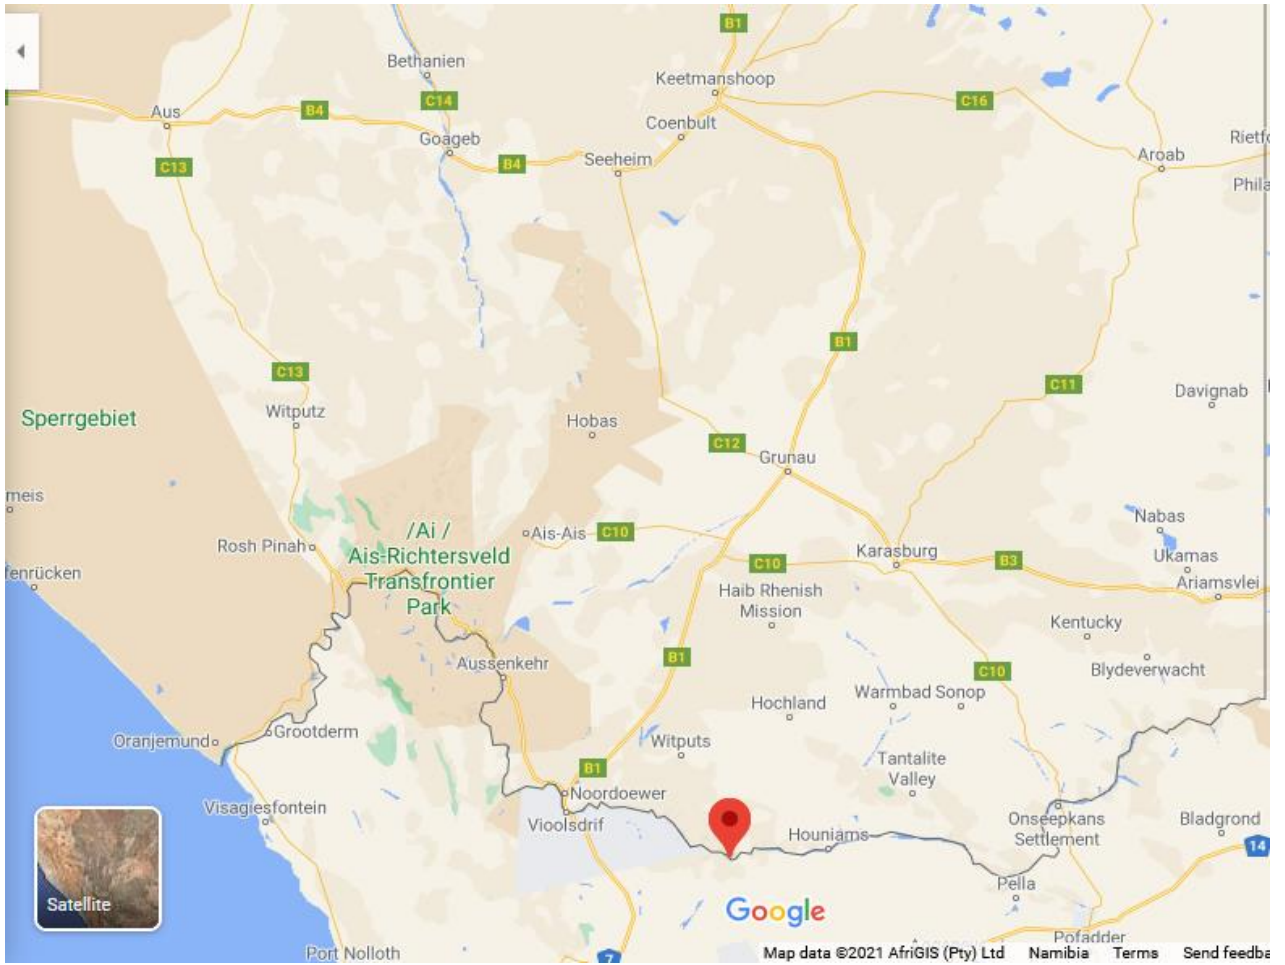 B1
Bethanien
Keetmanshoop
C14
C16
Aus
B4
Coenbult
Goageb
Seeheim
B4
Aroab
C13
B1
C13
C11
Davignab
Witputz
Sperrgebiet
Hobas
C12
Grunau
Nabas
/Ai /
Ais-Richtersveld
Transfrontier
Park
Ais-Ais
C10
Rosh Pinah
Karasburg
B3
Ukamas
C10
Ariamsvlei
Haib Rhenish
Mission
Kentucky
B1
Aussenkehr
C10
Blydeverwacht
Hochland
Warmbad
Sonop
Oranjemund
Grootderm
Witputs
Tantalite
Valley
B1
Noordoewer
Visagiesfontein
Vioolsdrif
Houniams
Onseepkans
Settlement
Bladgrond
14
Pella
Satellite
Google
Pofadder
Port Nolloth
7
Map data ©2021 AfriGIS (Pty) Ltd Namibia Terms Send feedba